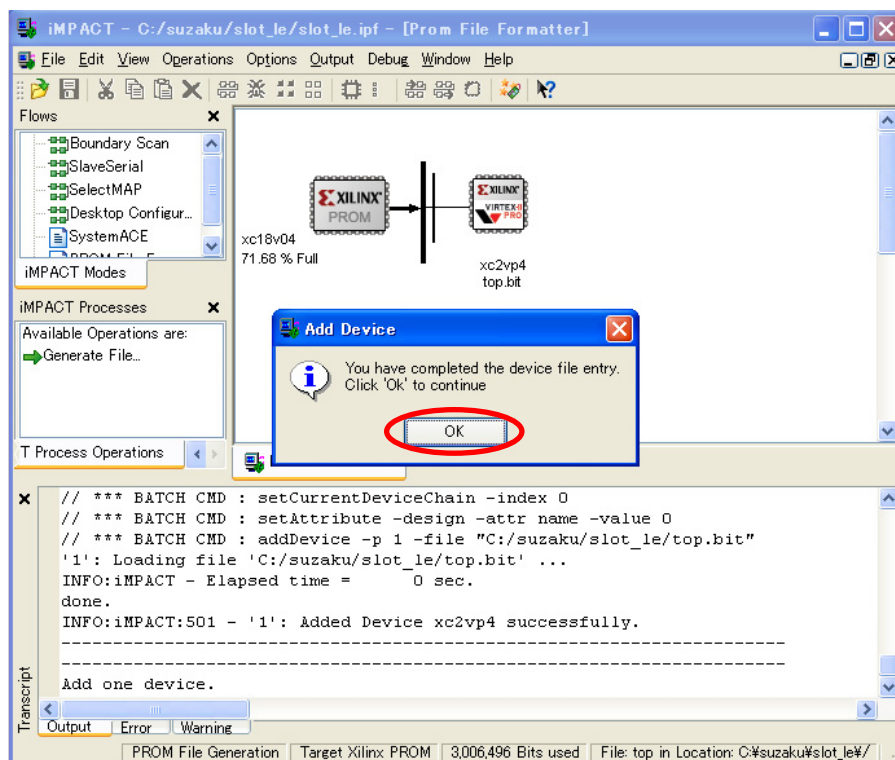 iMPACT - C:/suzaku/slot_le/slot_le.ipf - [Prom File Formatter]
File Edit View Operations Options Output Debug Window Help
Flows
Boundary Scan
SlaveSerial
SelectMAP
Desktop Configur...
SystemACE
iMPACT Modes
iMPACT Processes
Available Operations are:
Generate File...
T Process Operations
XILINX
PROM
xc18v04
71.68 % Full
XILINX
VIRTEX-II
PRO
xc2vp4
top.bit
Add Device
You have completed the device file entry.
Click 'Ok' to continue
OK
// *** BATCH CMD : setCurrentDeviceChain -index 0
// *** BATCH CMD : setAttribute -design -attr name -value 0
// *** BATCH CMD : addDevice -p 1 -file "C:/suzaku/slot_le/top.bit"
'1': Loading file 'C:/suzaku/slot_le/top.bit' ...
INFO:iMPACT - Elapsed time =      0 sec.
done.
INFO:iMPACT:501 - '1': Added Device xc2vp4 successfully.
----------------------------------------------------------------------
----------------------------------------------------------------------
Add one device.
Transcript
Output Error Warning
PROM File Generation Target Xilinx PROM 3,006,496 Bits used File: top in Location: C:¥suzaku¥slot_le¥/